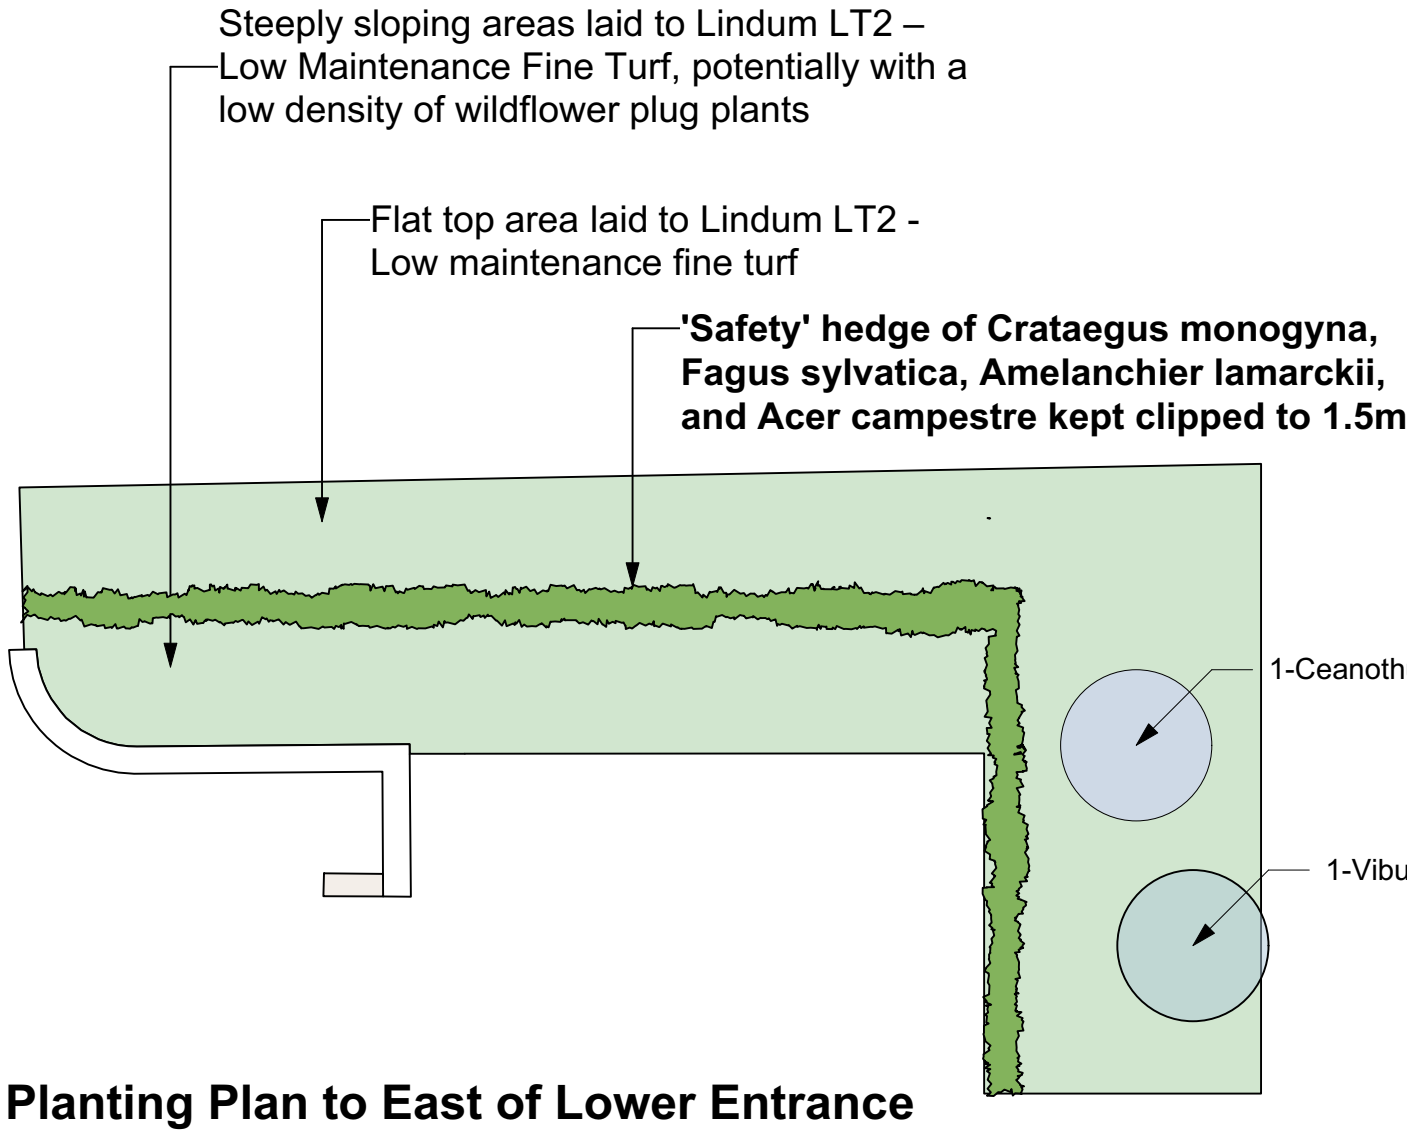 Steeply sloping areas laid to Lindum LT2 –
Low Maintenance Fine Turf, potentially with a
low density of wildflower plug plants
Flat top area laid to Lindum LT2 -
Low maintenance fine turf
'Safety' hedge of Crataegus monogyna,
Fagus sylvatica, Amelanchier lamarckii,
and Acer campestre kept clipped to 1.5m
1-Ceanoth
1-Vibu
Planting Plan to East of Lower Entrance